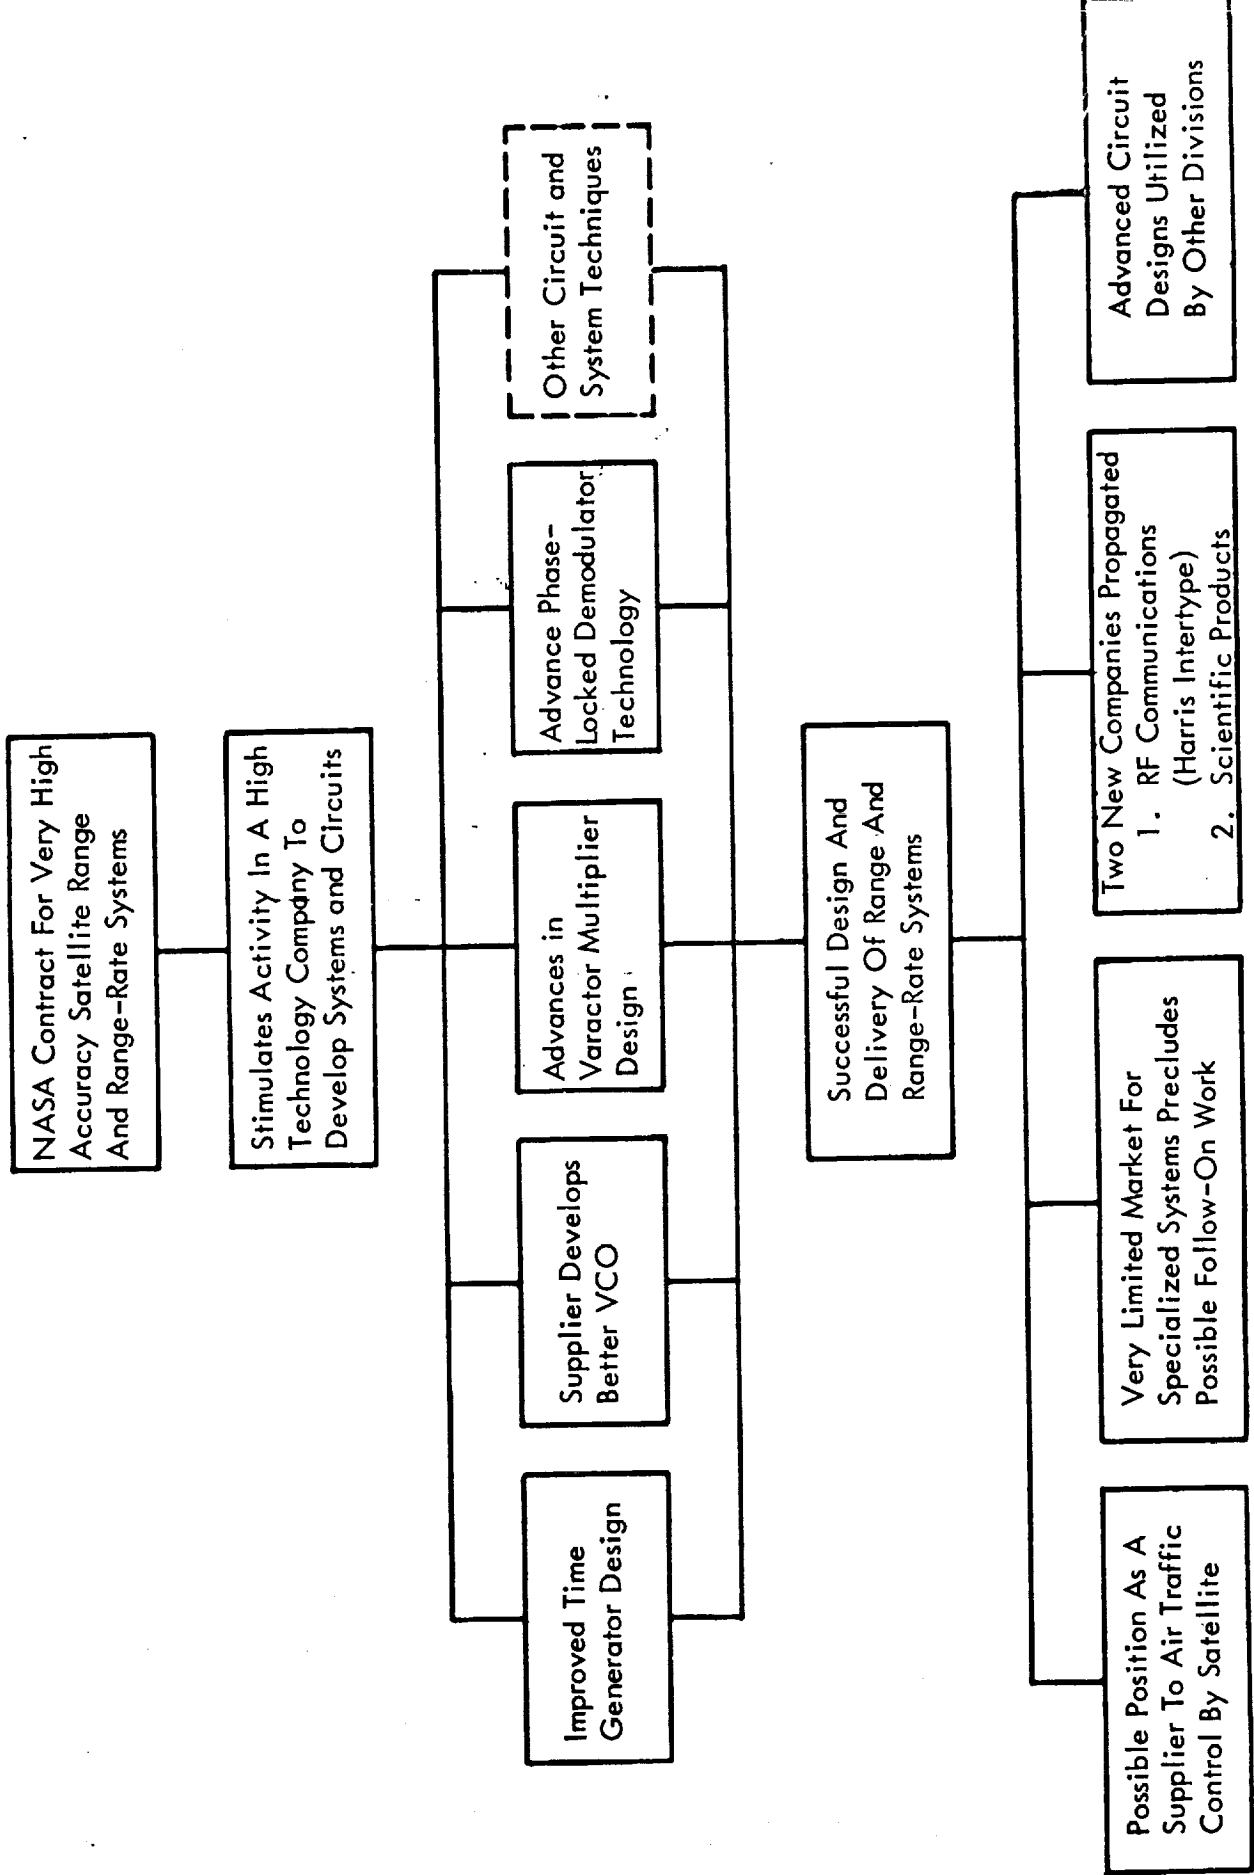 NASA Contract For Very High
Accuracy Satellite Range
And Range-Rate Systems
Stimulates Activity In A High
Technology Company To
Develop Systems and Circuits
Improved Time
Generator Design
Supplier Develops
Better VCO
Advances in
Varactor Multiplier
Design
Advance Phase-
Locked Demodulator
Technology
Other Circuit and
System Techniques
Successful Design And
Delivery Of Range And
Range-Rate Systems
Possible Position As A
Supplier To Air Traffic
Control By Satellite
Very Limited Market For
Specialized Systems Precludes
Possible Follow-On Work
Two New Companies Propagated
1. RF Communications
(Harris Intertype)
2. Scientific Products
Advanced Circuit
Designs Utilized
By Other Divisions